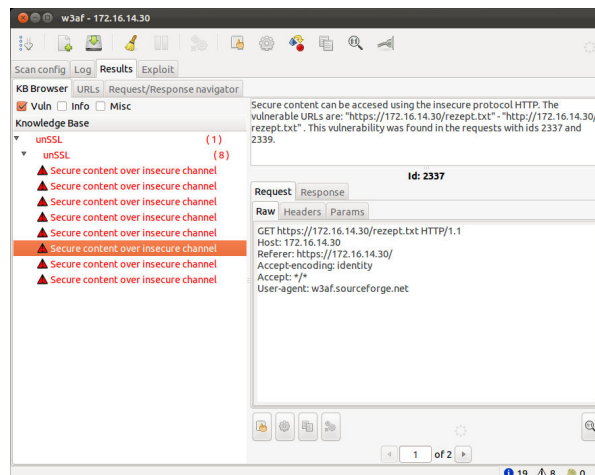 w3af - 172.16.14.30
Scan config Log Results Exploit
KB Browser URLs Request/Response navigator
Vuln Info Misc
Knowledge Base
unSSL (1)
unSSL (8)
Secure content over insecure channel
Secure content over insecure channel
Secure content over insecure channel
Secure content over insecure channel
Secure content over insecure channel
Secure content over insecure channel
Secure content over insecure channel
Secure content over insecure channel
Secure content can be accesed using the insecure protocol HTTP. The
vulnerable URLs are: "https://172.16.14.30/rezept.txt" - "http://172.16.14.30/
rezept.txt" . This vulnerability was found in the requests with ids 2337 and
2339.
Id: 2337
Request Response
Raw Headers Params
GET https://172.16.14.30/rezept.txt HTTP/1.1
Host: 172.16.14.30
Referer: https://172.16.14.30/
Accept-encoding: identity
Accept: */*
User-agent: w3af.sourceforge.net
1 of 2
19 8 0